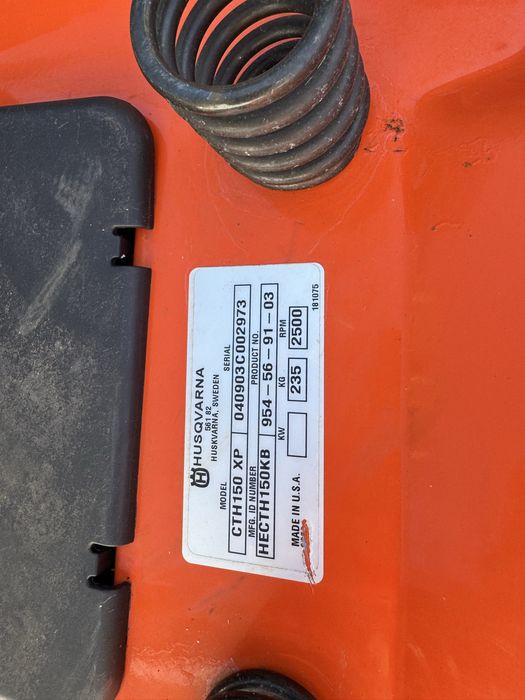 HUSQVARNA
561 82
HUSKVARNA, SWEDEN
MODEL SERIAL
CTH150 XP 040903C002973
MFG. ID NUMBER PRODUCT NO.
HECTH150KB 954-56-91-03
KW KG RPM
MADE IN U.S.A. 235 2500
181075